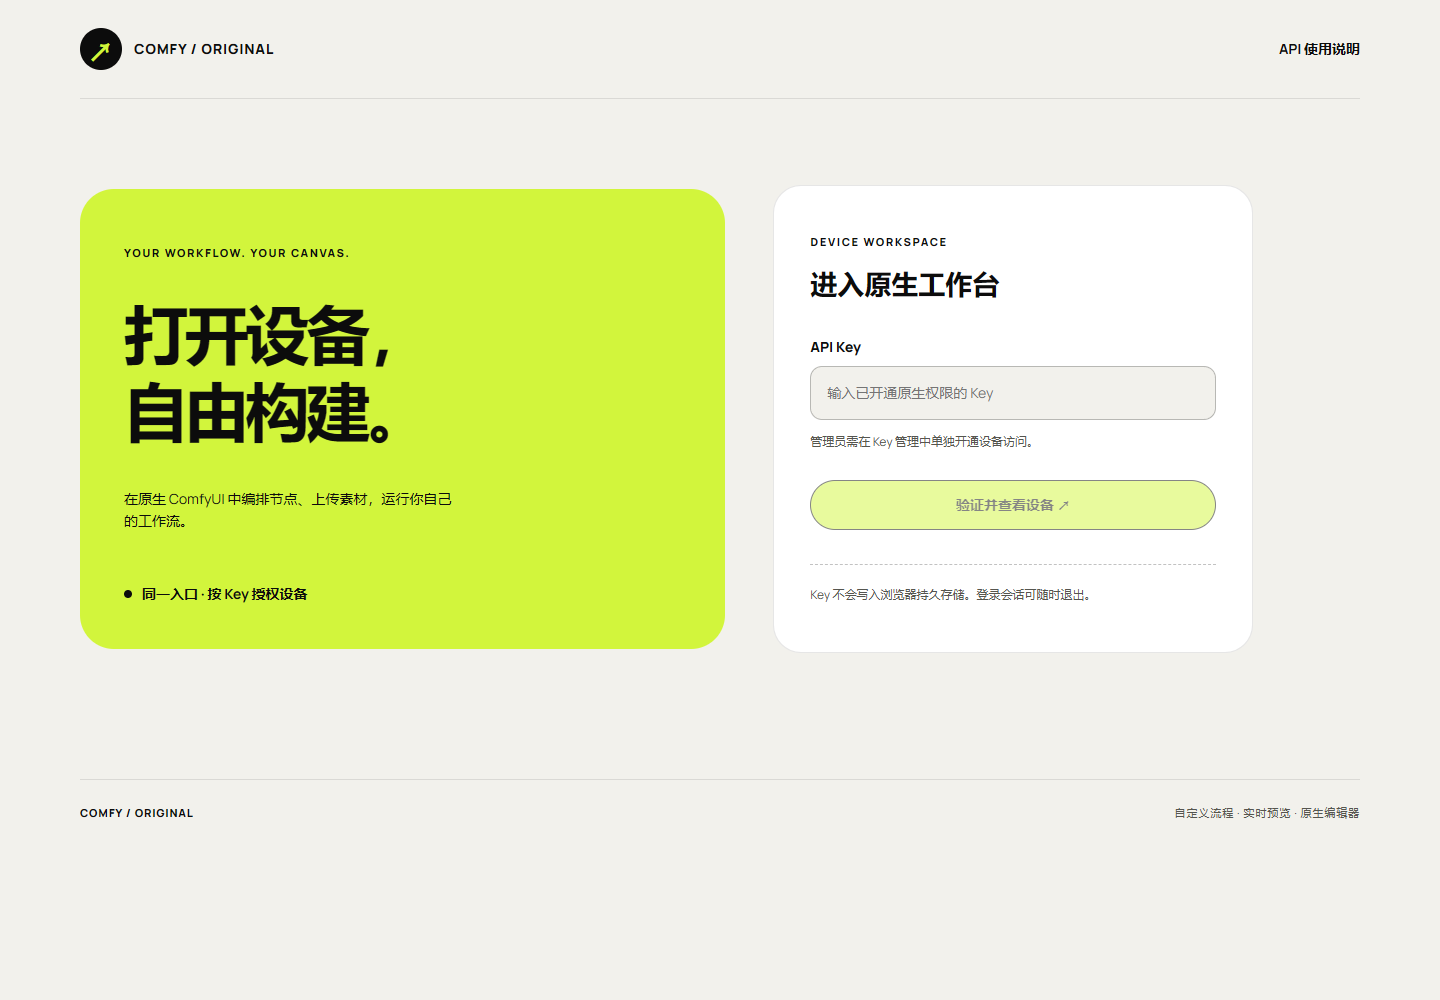 COMFY / ORIGINAL
API 使用说明
YOUR WORKFLOW. YOUR CANVAS.
打开设备，
自由构建。
在原生 ComfyUI 中编排节点、上传素材，运行你自己
的工作流。
同一入口 · 按 Key 授权设备
DEVICE WORKSPACE
进入原生工作台
API Key
输入已开通原生权限的 Key
管理员需在 Key 管理中单独开通设备访问。
验证并查看设备 ↗
Key 不会写入浏览器持久存储。登录会话可随时退出。
COMFY / ORIGINAL
自定义流程 · 实时预览 · 原生编辑器